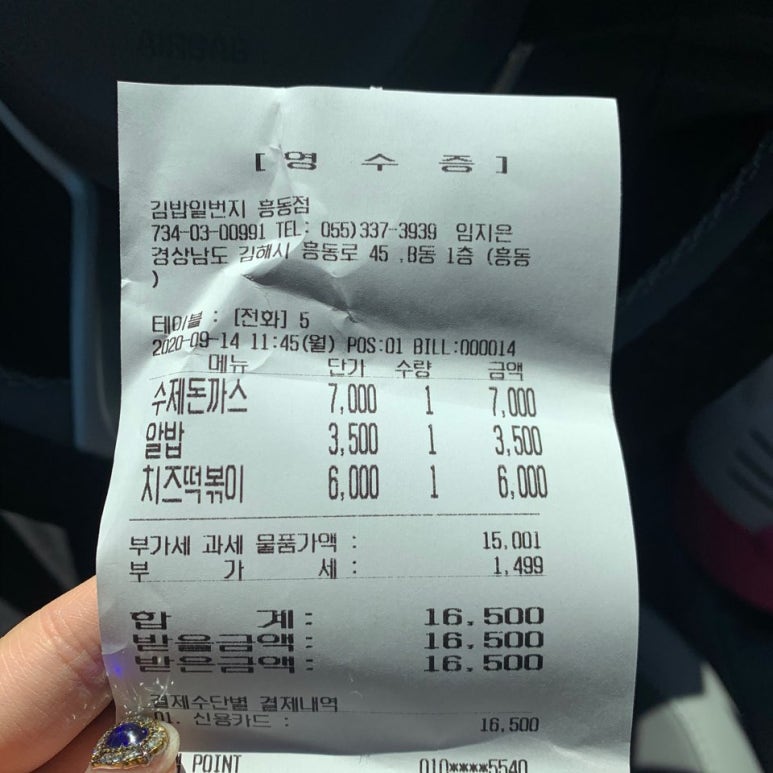 [ 영 수 증 ]
김밥일번지 흥동점
734-03-00991 TEL: 055)337-3939 임지은
경상남도 김해시 흥동로 45 ,B동 1층 (흥동
)
테이블 : [전화] 5
2020-09-14 11:45(월) POS:01 BILL:000014
메뉴 단가 수량 금액
수제돈까스 7,000 1 7,000
알밥 3,500 1 3,500
치즈떡볶이 6,000 1 6,000
부가세 과세 물품가액 : 15,001
부 가 세 : 1,499
합 계 : 16,500
받을금액: 16,500
받은금액: 16,500
결제수단별 결제내역
01. 신용카드 : 16,500
POINT 010****5540